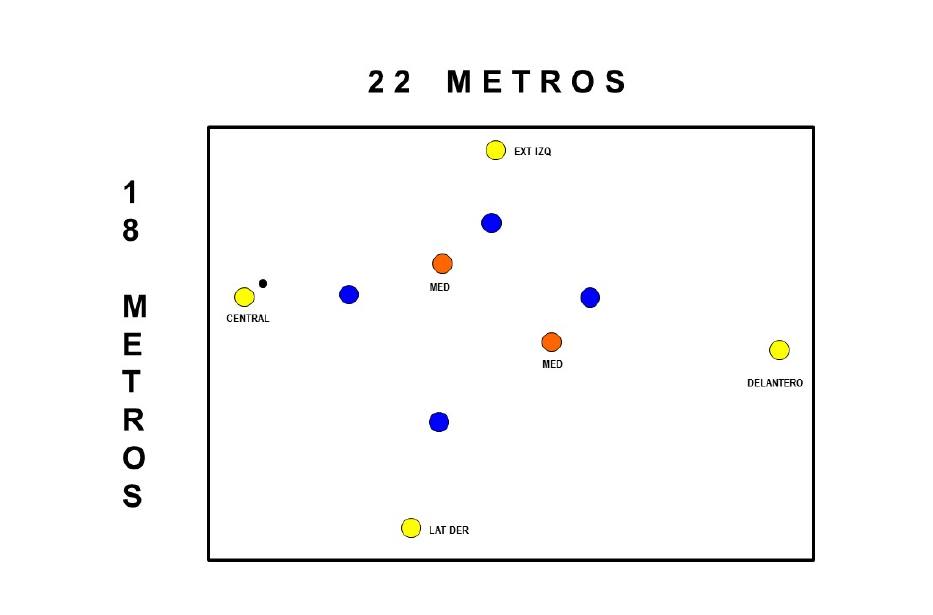 22 METROS
18 METROS
EXT IZQ
MED
CENTRAL
MED
DELANTERO
LAT DER